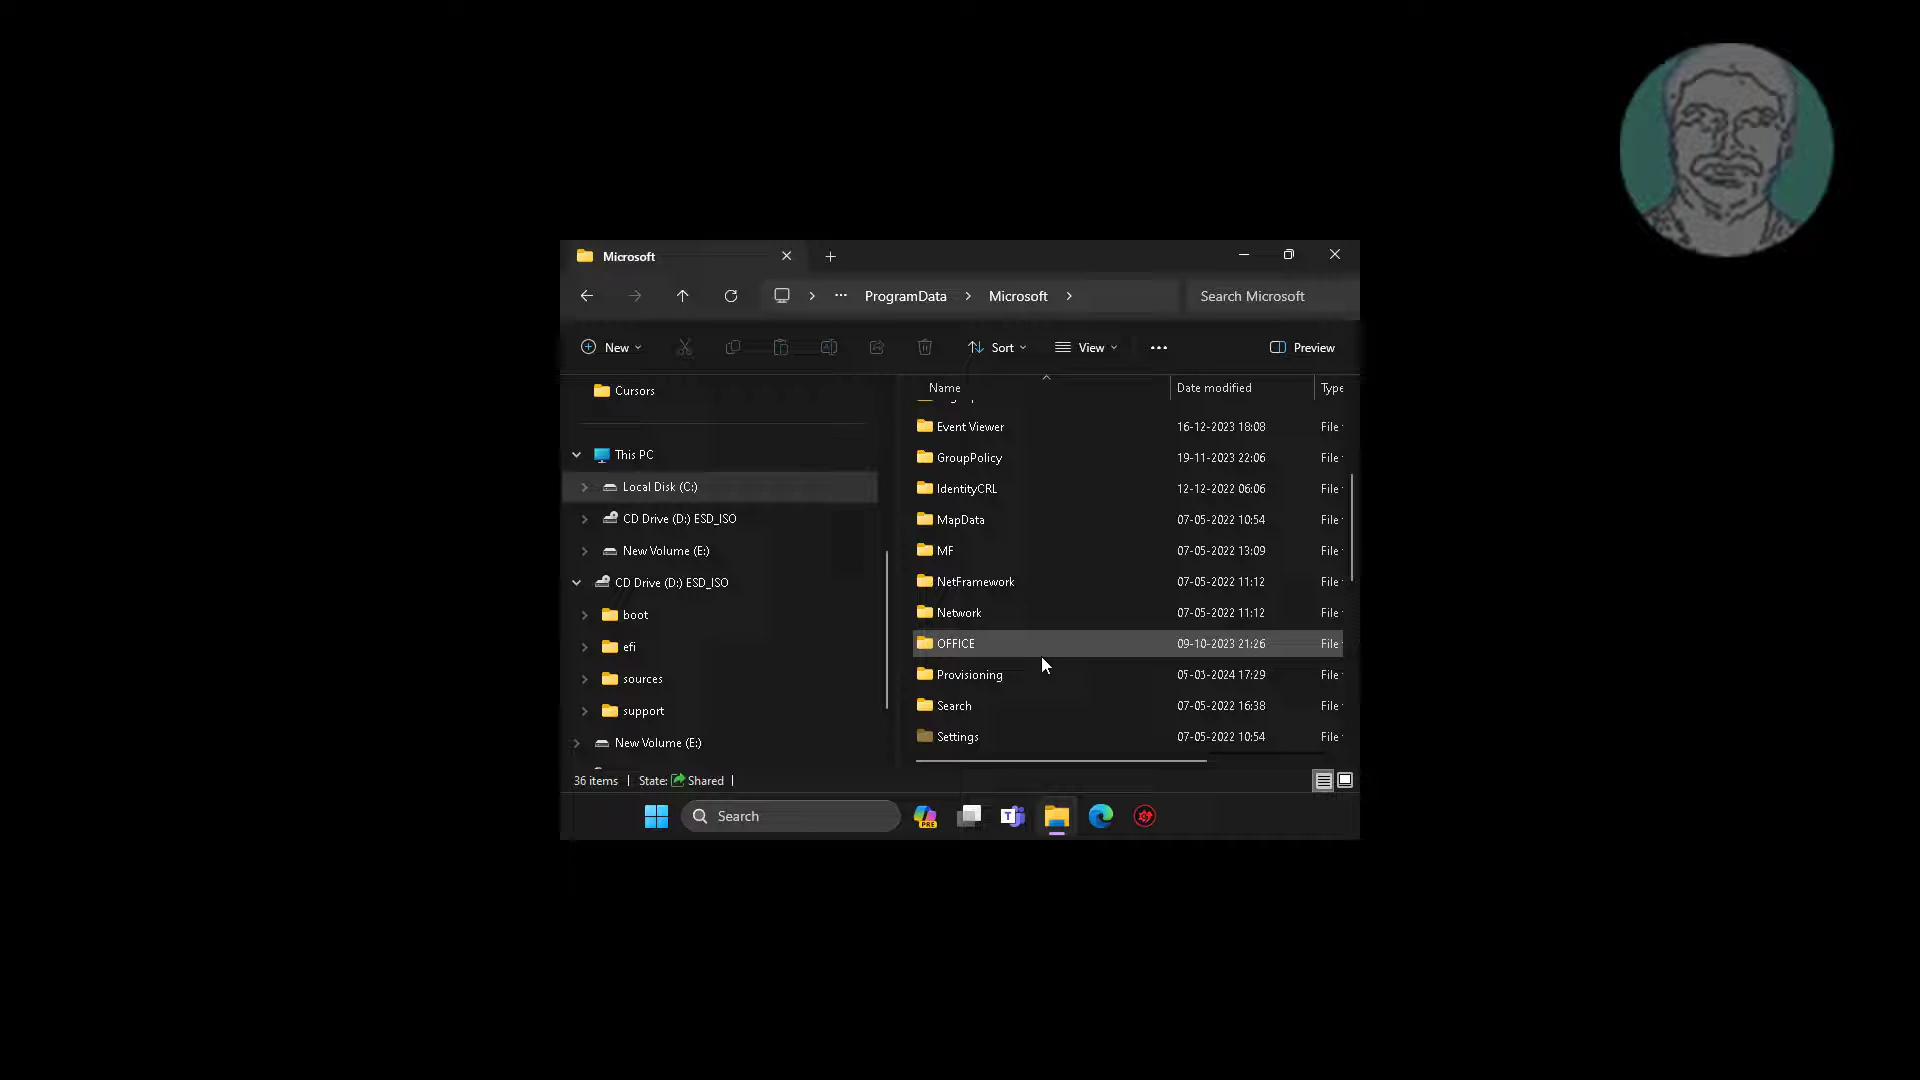 Microsoft
ProgramData > Microsoft >
Search Microsoft
New
Sort
View
Preview
Cursors
This PC
Local Disk (C:)
CD Drive (D:) ESD_ISO
New Volume (E:)
CD Drive (D:) ESD_ISO
boot
efi
sources
support
New Volume (E:)
Name Date modified Type
Event Viewer 16-12-2023 18:08 File
GroupPolicy 19-11-2023 22:06 File
IdentityCRL 12-12-2022 06:06 File
MapData 07-05-2022 10:54 File
MF 07-05-2022 13:09 File
NetFramework 07-05-2022 11:12 File
Network 07-05-2022 11:12 File
OFFICE 09-10-2023 21:26 File
Provisioning 05-03-2024 17:29 File
Search 07-05-2022 16:38 File
Settings 07-05-2022 10:54 File
36 items | State: Shared |
Search
PRE
T